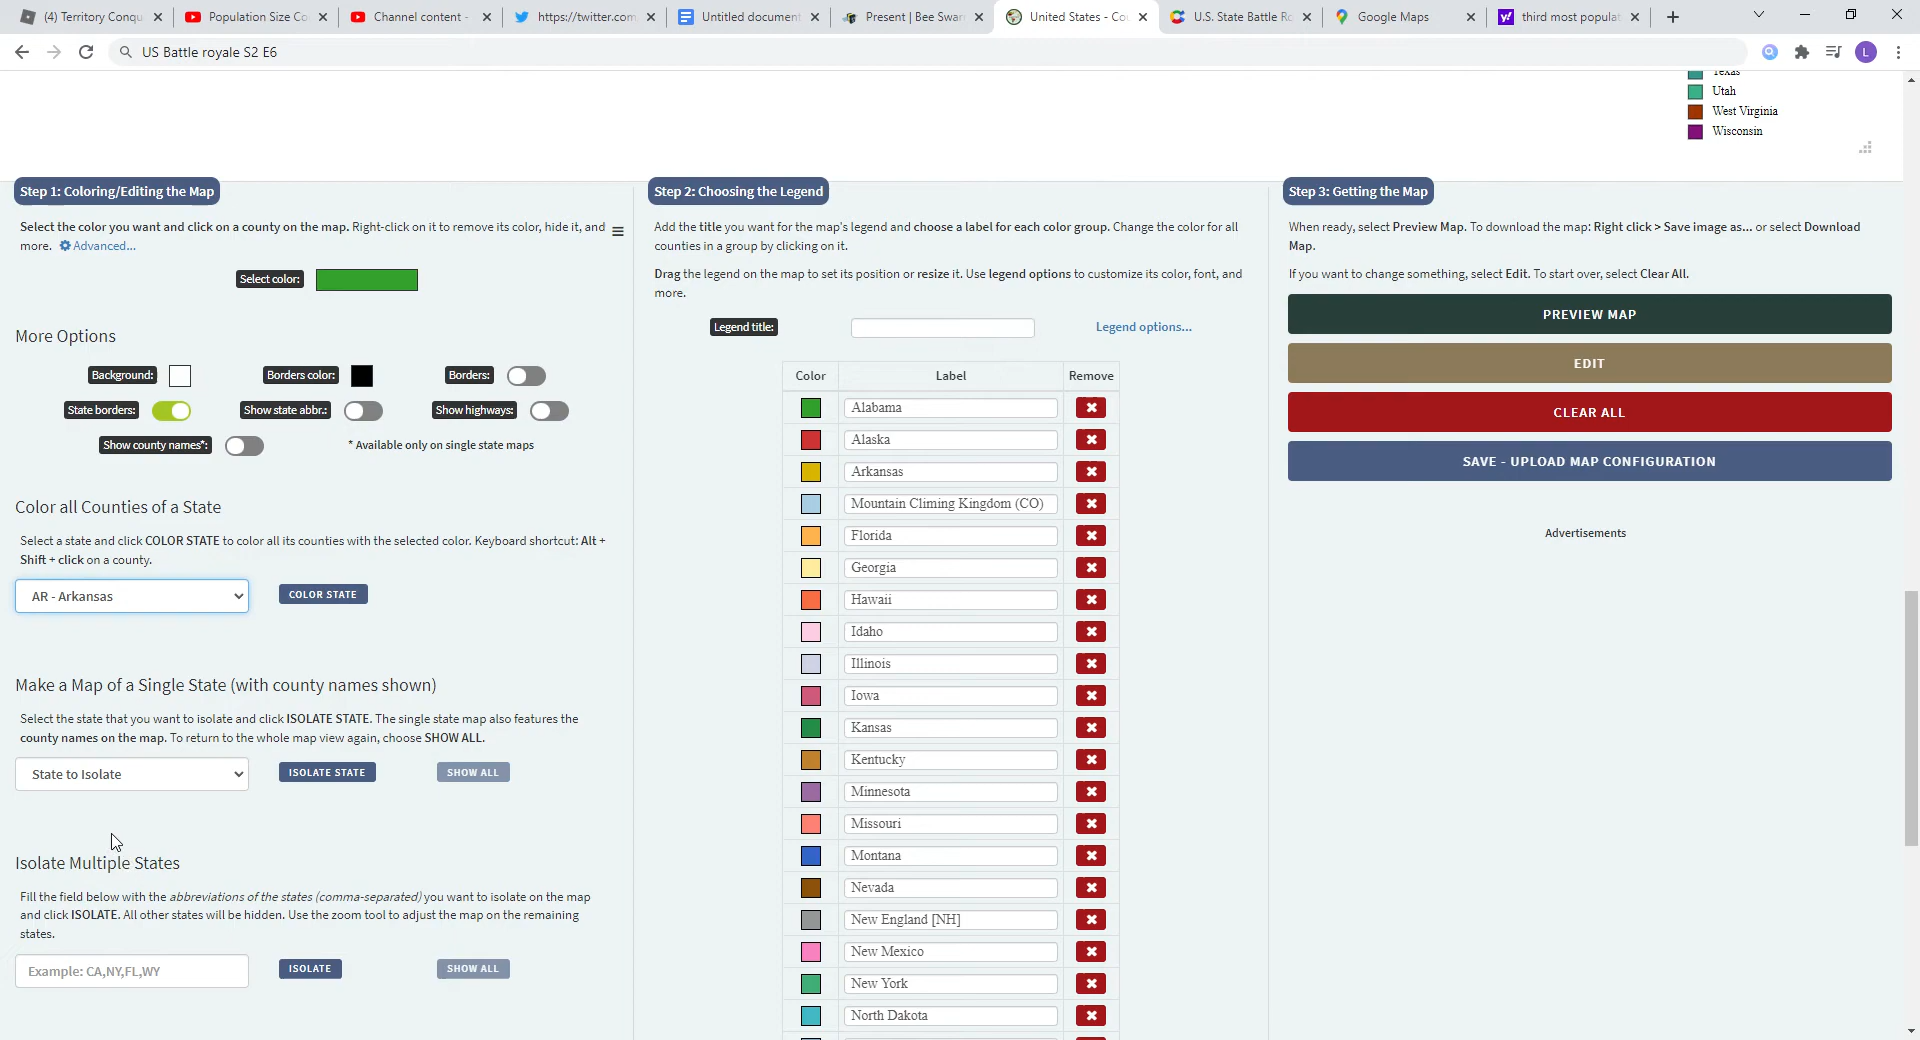 (4) Territory Conqu
Population Size Co
Channel content -
https://twitter.com
Untitled document
Present | Bee Swar
United States - Cou
U.S. State Battle Ro
Google Maps
third most populat
US Battle royale S2 E6
L
Texas
Utah
West Virginia
Wisconsin
Step 1: Coloring/Editing the Map
Select the color you want and click on a county on the map. Right-click on it to remove its color, hide it, and
more. Advanced...
Select color:
More Options
Background:
Borders color:
Borders:
State borders:
Show state abbr.:
Show highways:
Show county names*:
* Available only on single state maps
Color all Counties of a State
Select a state and click COLOR STATE to color all its counties with the selected color. Keyboard shortcut: Alt +
Shift + click on a county.
AR - Arkansas
COLOR STATE
Make a Map of a Single State (with county names shown)
Select the state that you want to isolate and click ISOLATE STATE. The single state map also features the
county names on the map. To return to the whole map view again, choose SHOW ALL.
State to Isolate
ISOLATE STATE
SHOW ALL
Isolate Multiple States
Fill the field below with the abbreviations of the states (comma-separated) you want to isolate on the map
and click ISOLATE. All other states will be hidden. Use the zoom tool to adjust the map on the remaining
states.
Example: CA,NY,FL,WY
ISOLATE
SHOW ALL
Step 2: Choosing the Legend
Add the title you want for the map's legend and choose a label for each color group. Change the color for all
counties in a group by clicking on it.
Drag the legend on the map to set its position or resize it. Use legend options to customize its color, font, and
more.
Legend title:
Legend options...
Color Label Remove
Alabama
Alaska
Arkansas
Mountain Climing Kingdom (CO)
Florida
Georgia
Hawaii
Idaho
Illinois
Iowa
Kansas
Kentucky
Minnesota
Missouri
Montana
Nevada
New England [NH]
New Mexico
New York
North Dakota
Step 3: Getting the Map
When ready, select Preview Map. To download the map: Right click > Save image as... or select Download
Map.
If you want to change something, select Edit. To start over, select Clear All.
PREVIEW MAP
EDIT
CLEAR ALL
SAVE - UPLOAD MAP CONFIGURATION
Advertisements